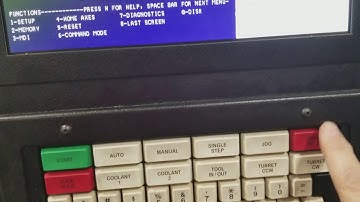 FUNCTIONS------------PRESS H FOR HELP, SPACE BAR FOR NEXT MENU-
1-SETUP 4-HOME AXES 7-DIAGNOSTICS 0-DISK
2-MEMORY 5-RESET 8-LAST SCREEN
3-MDI 6-COMMAND MODE
START AUTO MANUAL SINGLE STEP JOG
COOLANT 1 COOLANT 2 TOOL IN / OUT TURRET CCW TURRET CW